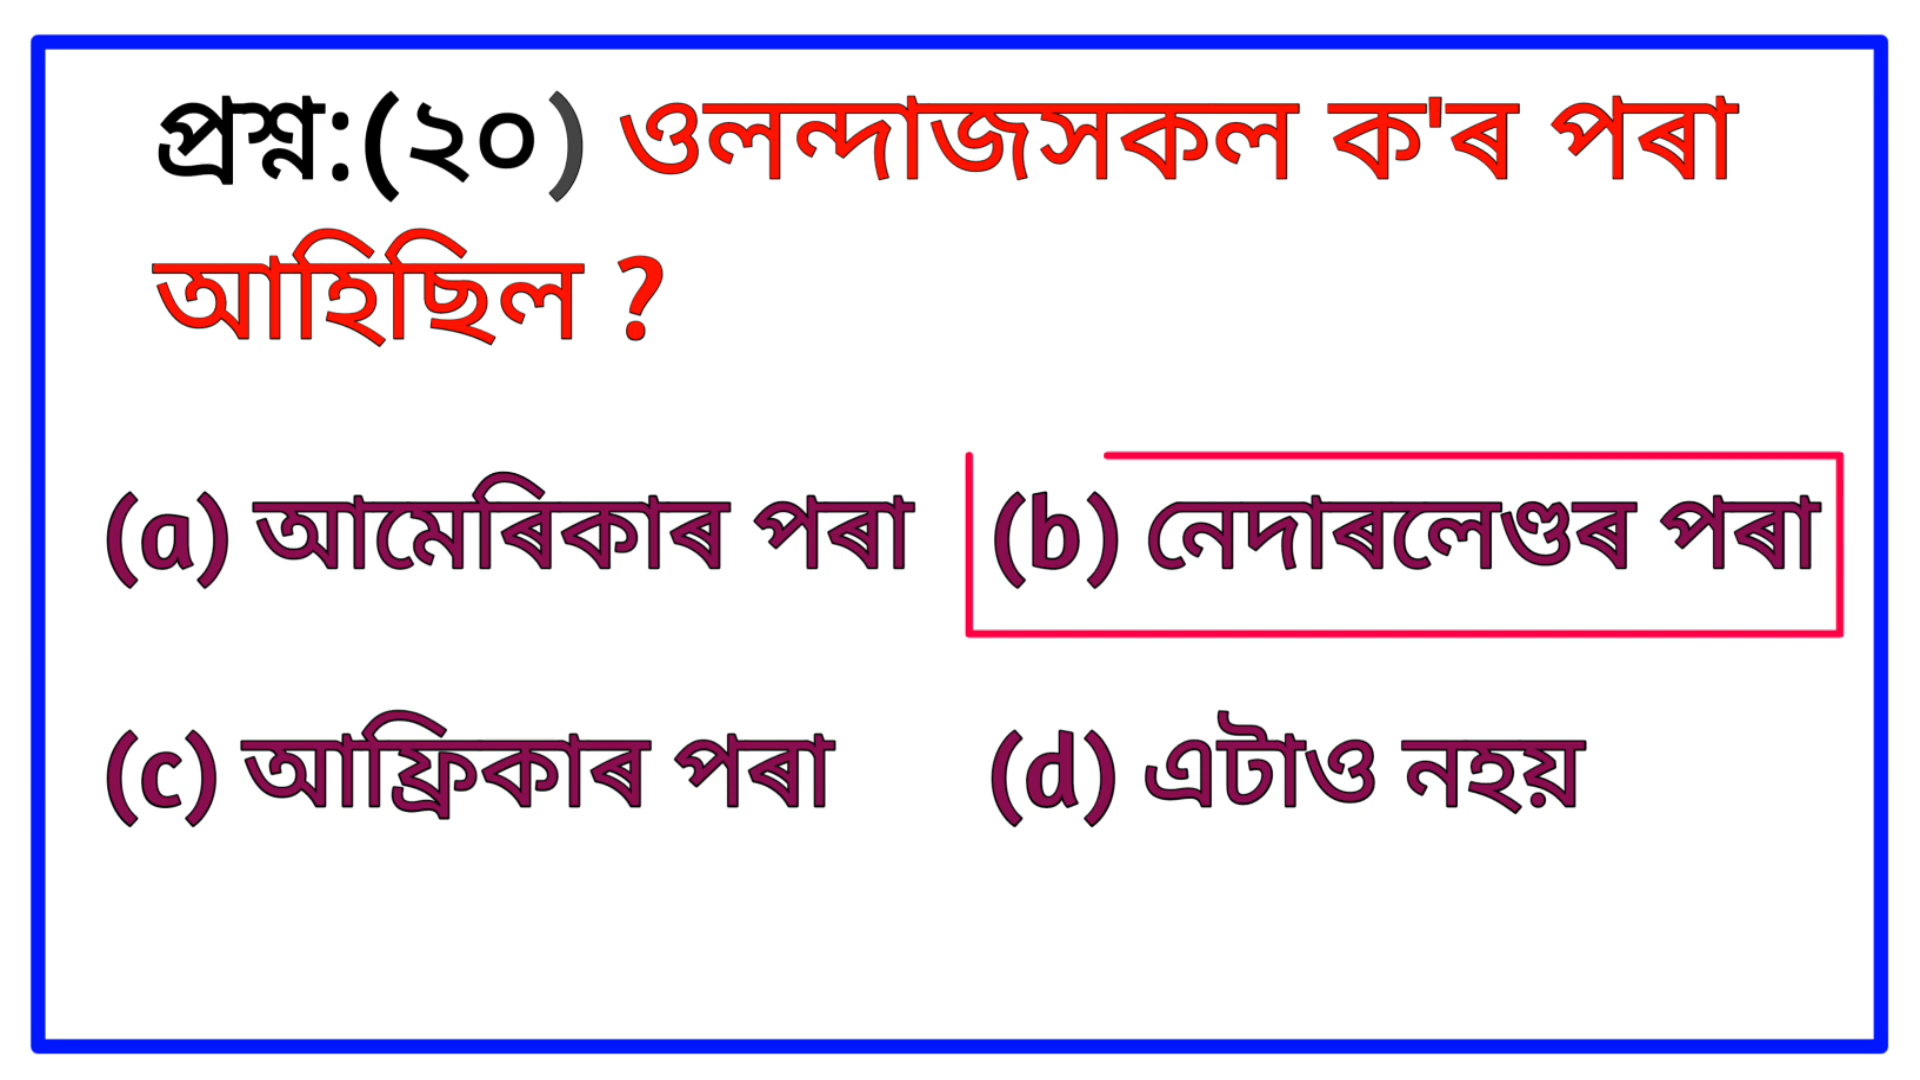 প্ৰশ্ন:(২০) ওলন্দাজসকল ক'ৰ পৰা
আহিছিল ?
(a) আমেৰিকাৰ পৰা (b) নেদাৰলেণ্ডৰ পৰা
(c) আফ্ৰিকাৰ পৰা (d) এটাও নহয়